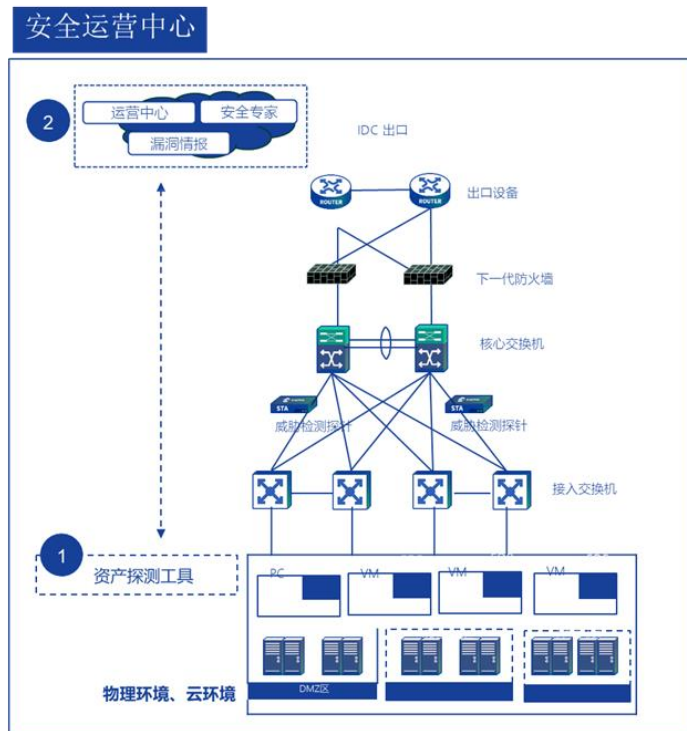 安全运营中心
2
运营中心
安全专家
漏洞情报
IDC 出口
ROUTER
ROUTER
出口设备
下一代防火墙
核心交换机
STA
STA
威胁检测探针
威胁检测探针
接入交换机
1
资产探测工具
PC
VM
VM
VM
DMZ区
物理环境、云环境